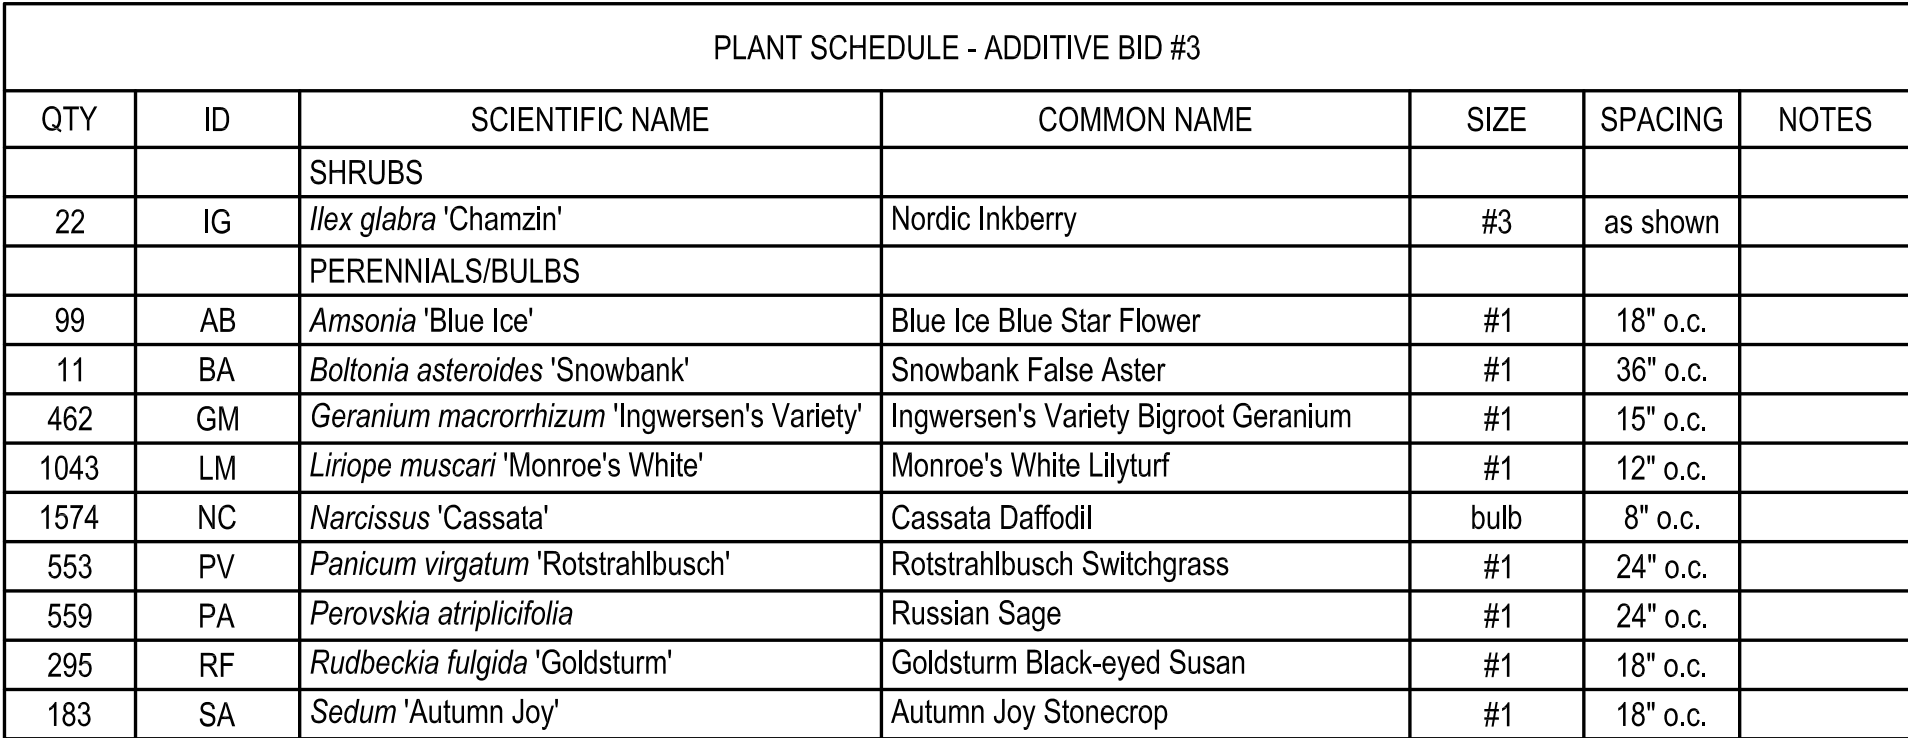 PLANT SCHEDULE - ADDITIVE BID #3
QTY ID SCIENTIFIC NAME COMMON NAME SIZE SPACING NOTES
SHRUBS
22 IG Ilex glabra 'Chamzin' Nordic Inkberry #3 as shown
PERENNIALS/BULBS
99 AB Amsonia 'Blue Ice' Blue Ice Blue Star Flower #1 18" o.c.
11 BA Boltonia asteroides 'Snowbank' Snowbank False Aster #1 36" o.c.
462 GM Geranium macrorrhizum 'Ingwersen's Variety' Ingwersen's Variety Bigroot Geranium #1 15" o.c.
1043 LM Liriope muscari 'Monroe's White' Monroe's White Lilyturf #1 12" o.c.
1574 NC Narcissus 'Cassata' Cassata Daffodil bulb 8" o.c.
553 PV Panicum virgatum 'Rotstrahlbusch' Rotstrahlbusch Switchgrass #1 24" o.c.
559 PA Perovskia atriplicifolia Russian Sage #1 24" o.c.
295 RF Rudbeckia fulgida 'Goldsturm' Goldsturm Black-eyed Susan #1 18" o.c.
183 SA Sedum 'Autumn Joy' Autumn Joy Stonecrop #1 18" o.c.